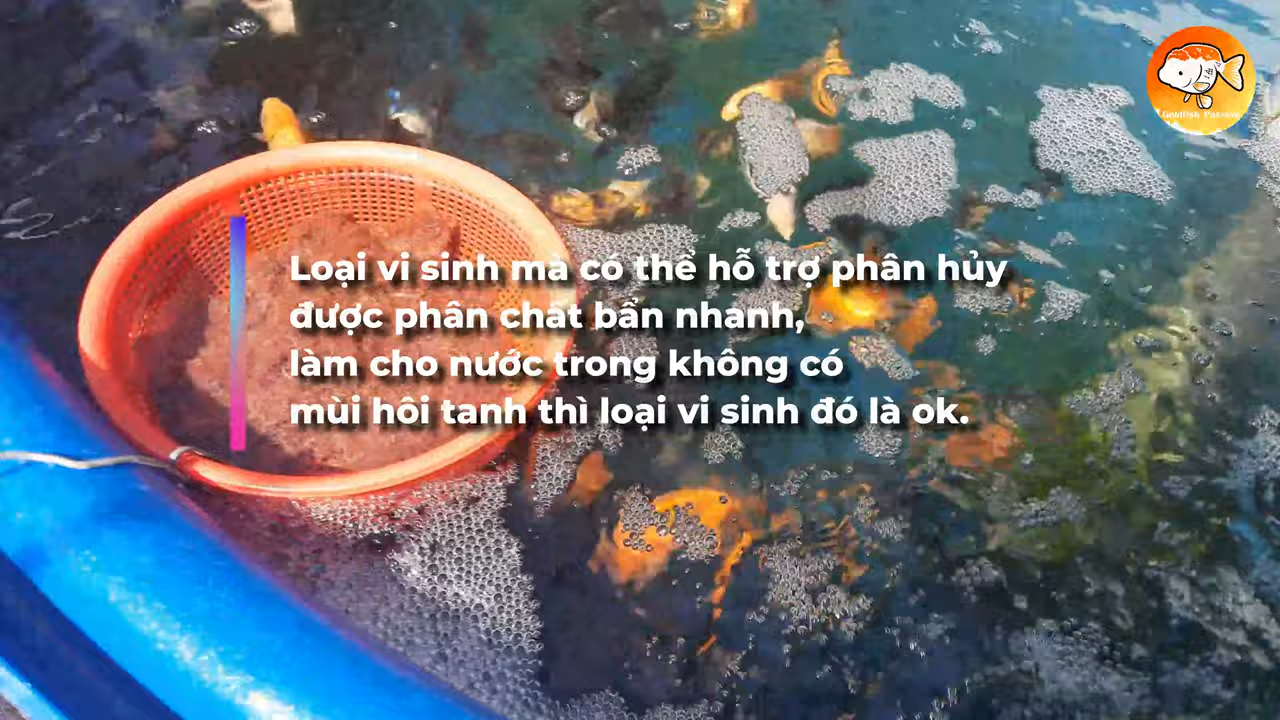 Loại vi sinh mà có thể hỗ trợ phân hủy
được phân chất bẩn nhanh,
làm cho nước trong không có
mùi hôi tanh thì loại vi sinh đó là ok.